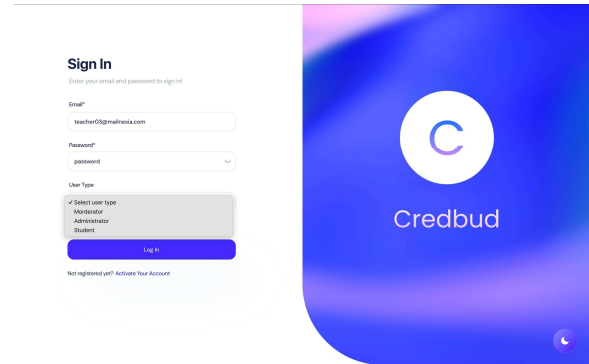 Sign In
Enter your email and password to sign in!
Email*
teacher03@mailnesia.com
Password*
password
User Type
✓ Select user type
Morderator
Administrator
Student
Log In
Not registered yet? Activate Your Account
C
Credbud